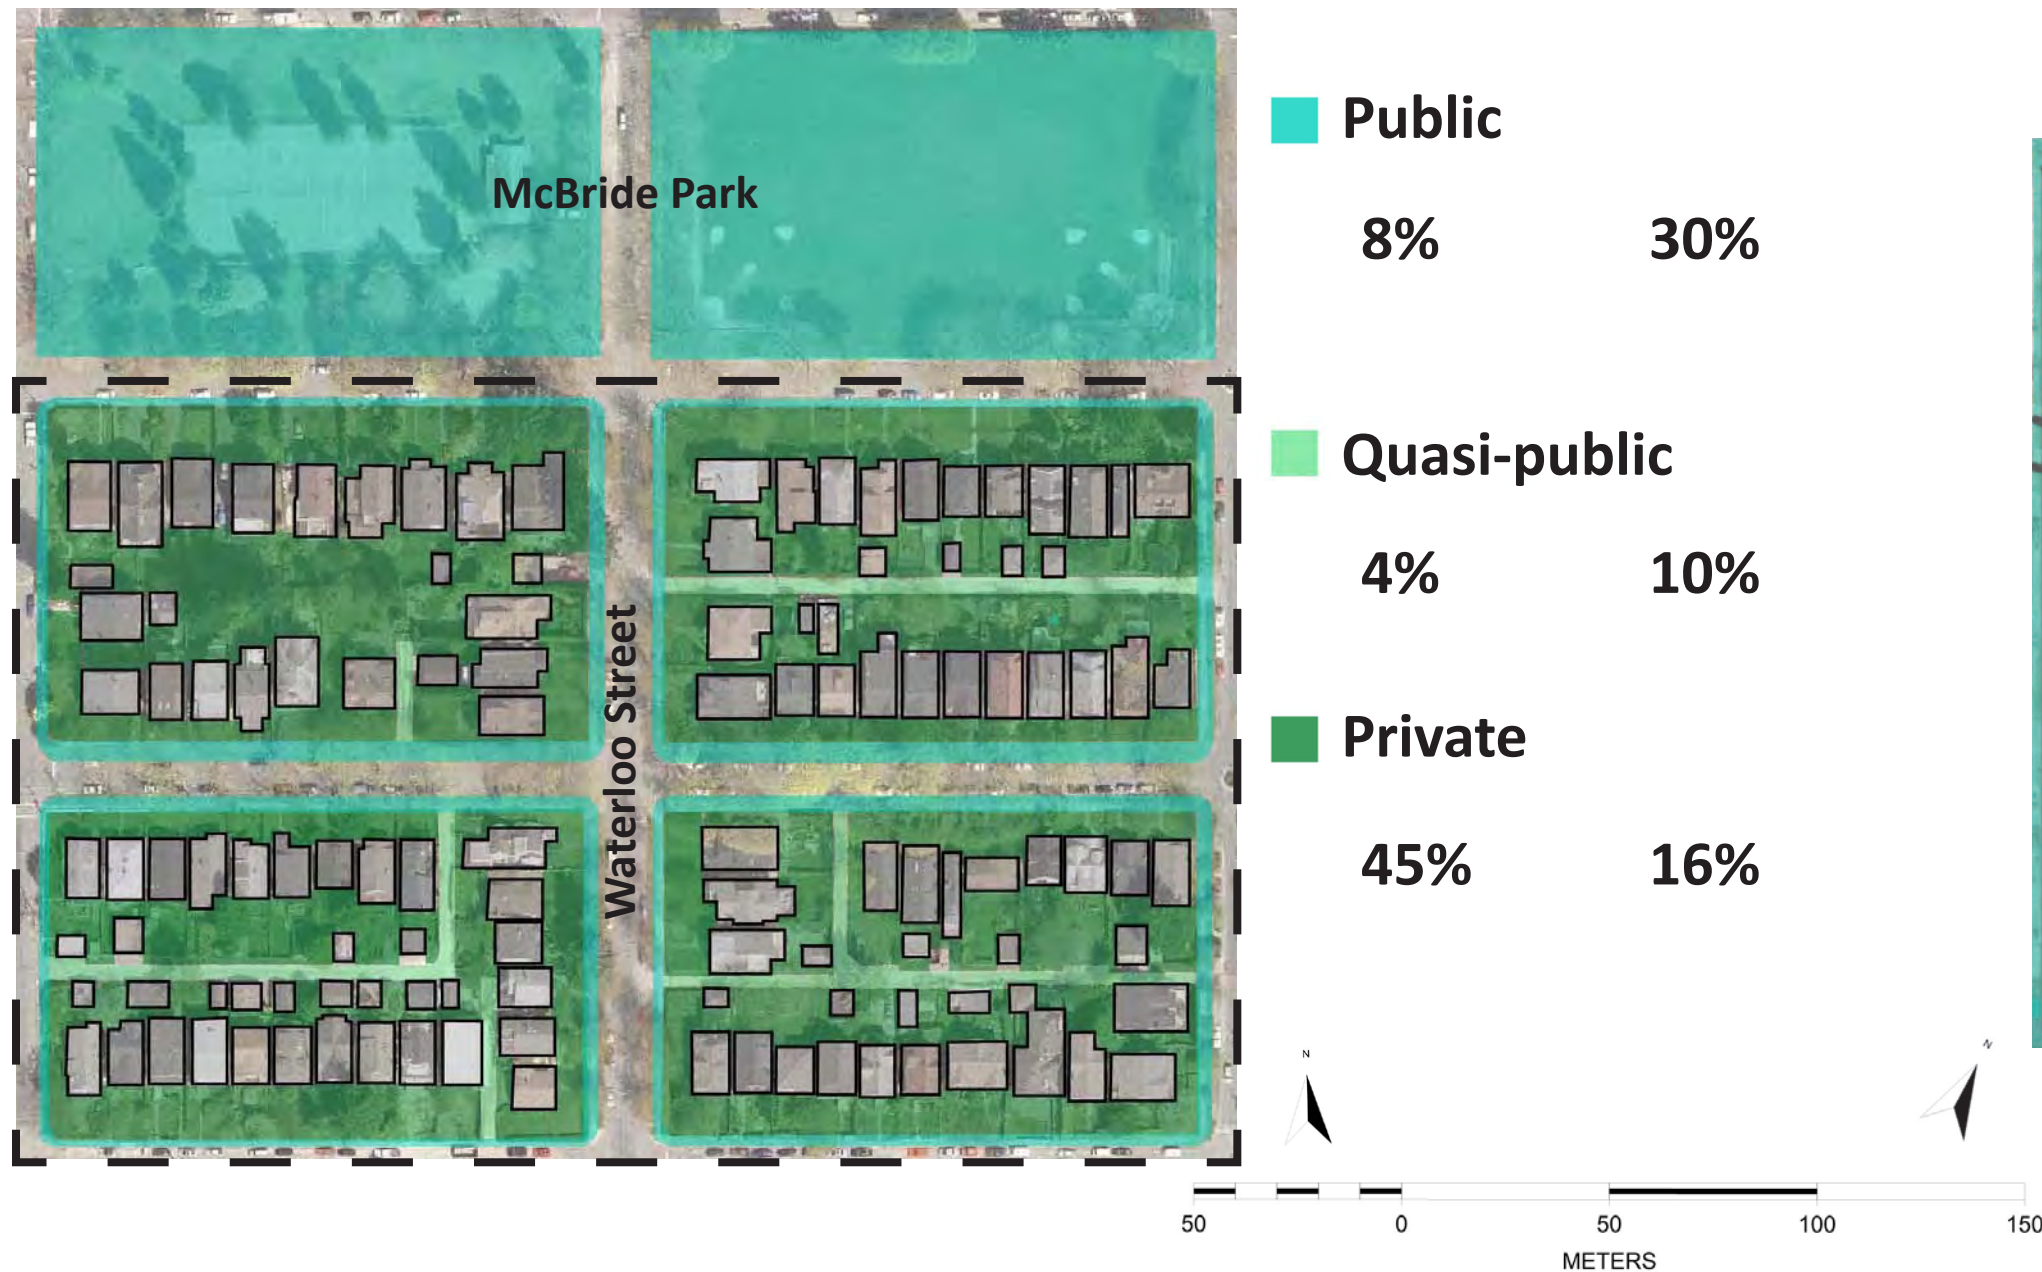 McBride Park
Waterloo Street
Public
8% 30%
Quasi-public
4% 10%
Private
45% 16%
N
N
50 0 50 100 150
METERS